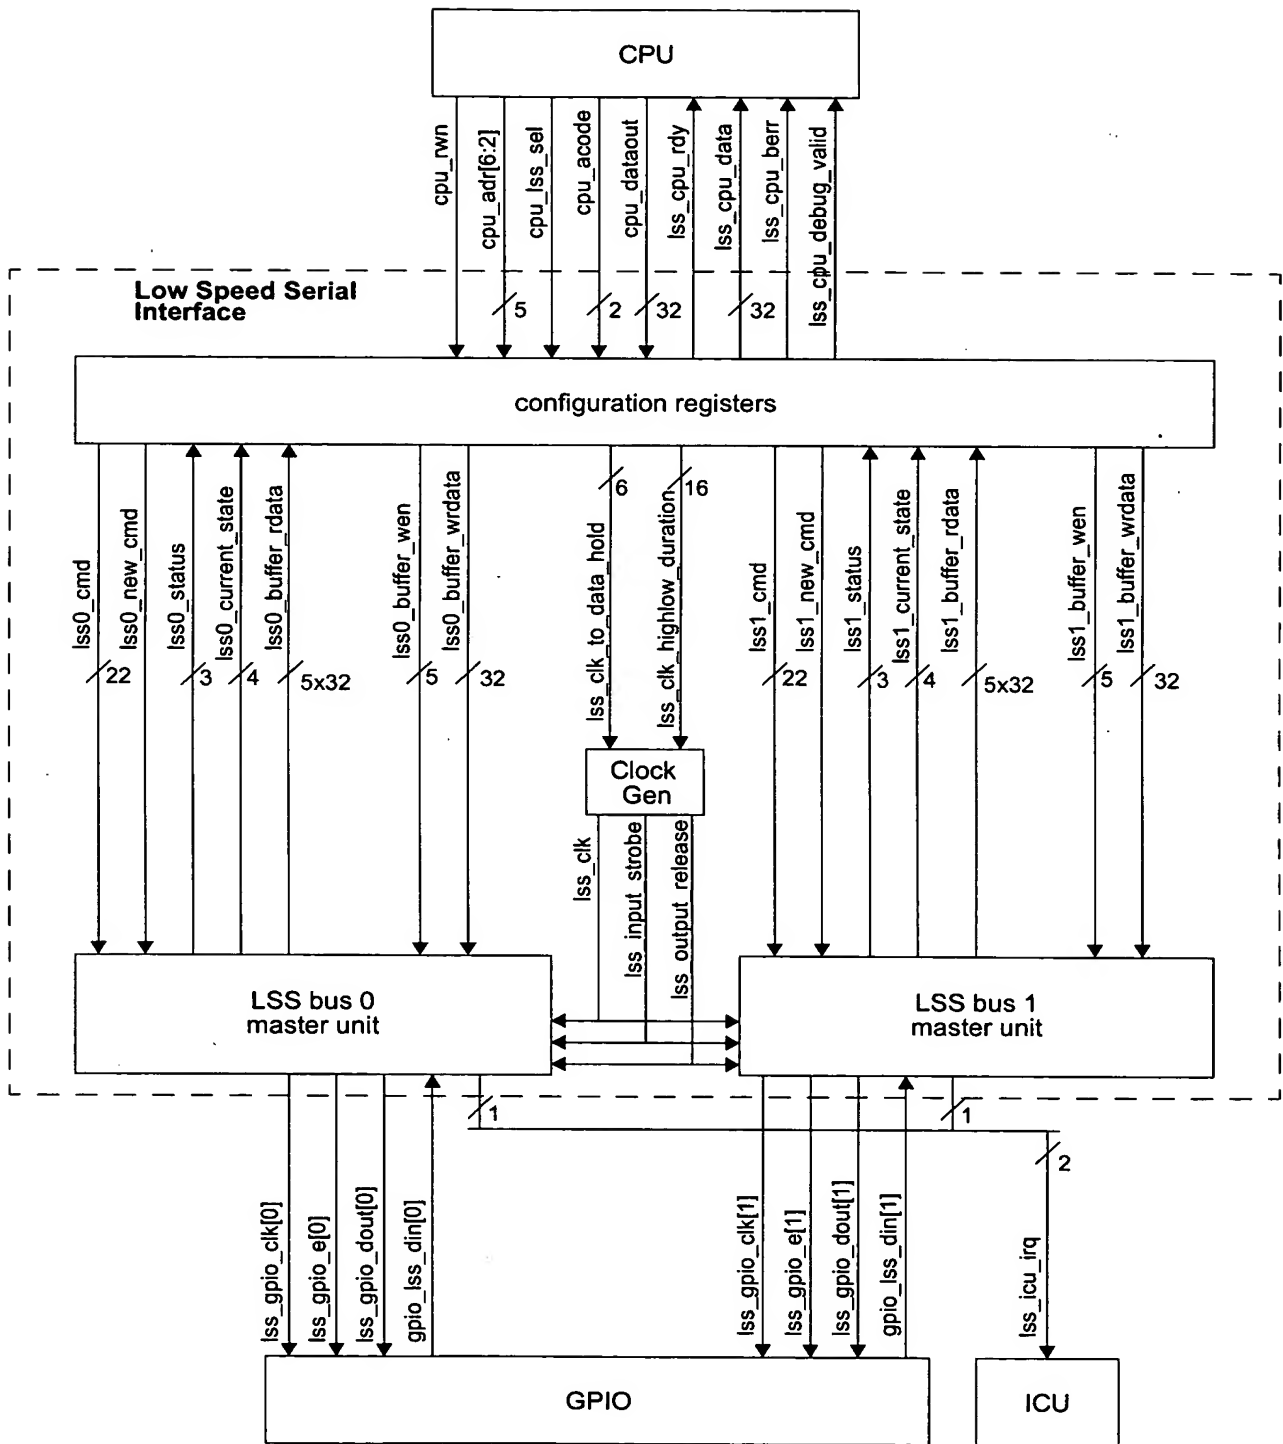 CPU
cpu_rwn
cpu_adr[6:2]
cpu_lss_sel
cpu_acode
cpu_dataout
lss_cpu_rdy
lss_cpu_data
lss_cpu_berr
lss_cpu_debug_valid
Low Speed Serial
Interface
5
2
32
32
configuration registers
lss0_cmd
lss0_new_cmd
lss0_status
lss0_current_state
lss0_buffer_rdata
lss0_buffer_wen
lss0_buffer_wrdata
lss_clk_to_data_hold
lss_clk_highlow_duration
lss1_cmd
lss1_new_cmd
lss1_status
lss1_current_state
lss1_buffer_rdata
lss1_buffer_wen
lss1_buffer_wrdata
6
16
22
3
4
5x32
5
32
22
3
4
5x32
5
32
Clock
Gen
lss_clk
lss_input_strobe
lss_output_release
LSS bus 0
master unit
LSS bus 1
master unit
1
1
2
lss_gpio_clk[0]
lss_gpio_e[0]
lss_gpio_dout[0]
gpio_lss_din[0]
lss_gpio_clk[1]
lss_gpio_e[1]
lss_gpio_dout[1]
gpio_lss_din[1]
lss_icu_irq
GPIO
ICU